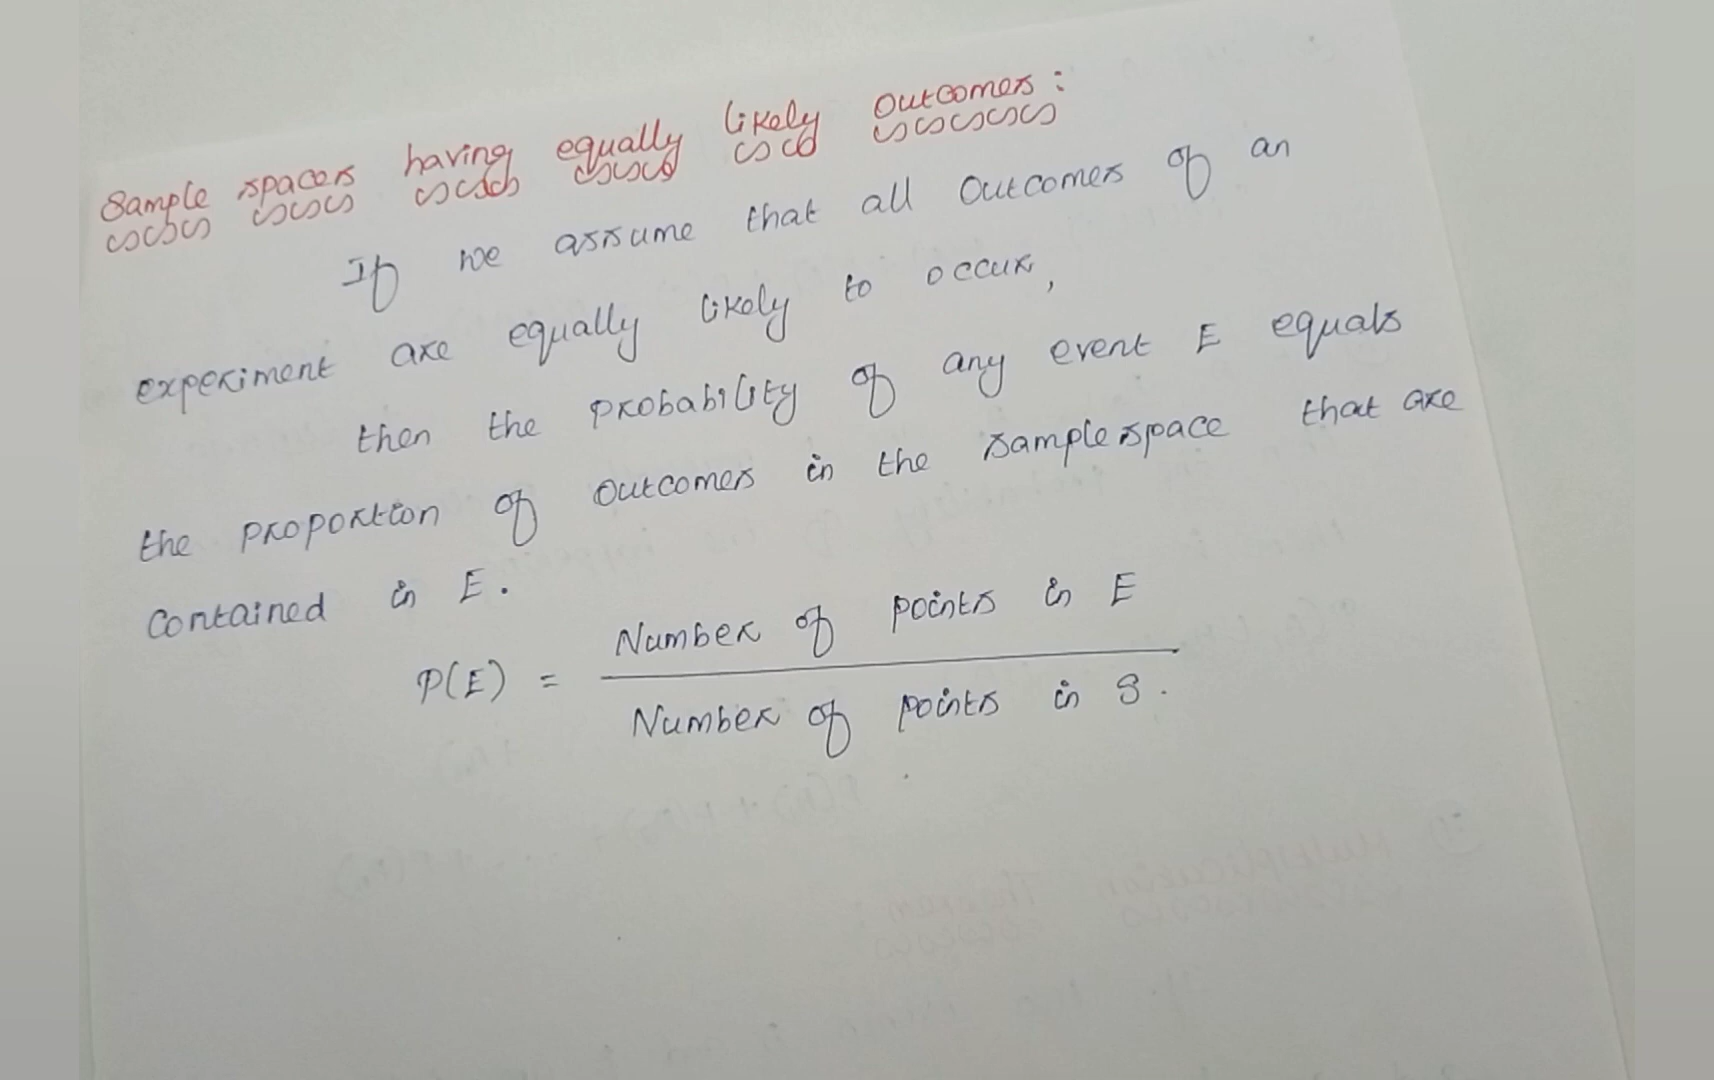 Sample spaces having equally likely outcomes:
If we assume that all outcomes of an
experiment are equally likely to occur,
then the probability of any event E equals
the proportion of outcomes in the sample space that are
contained in E.
P(E) = Number of points in E
Number of points in S.